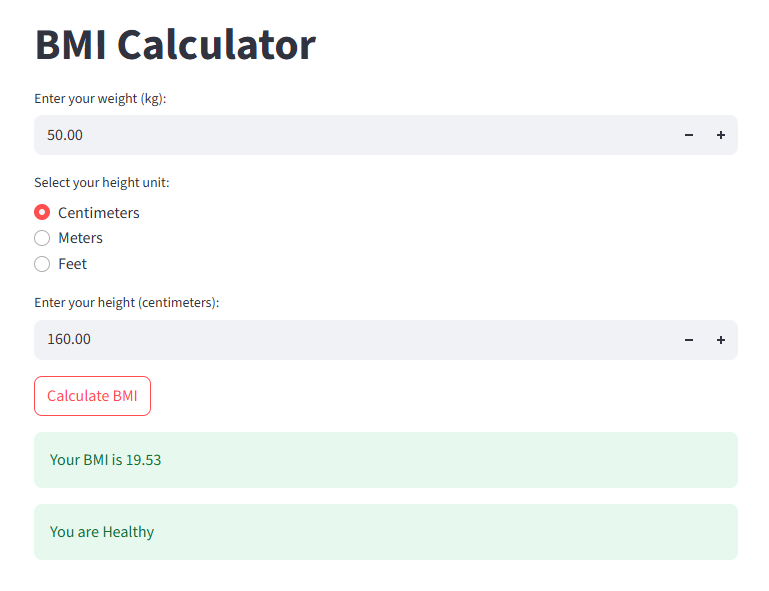 BMI Calculator
Enter your weight (kg):
50.00
Select your height unit:
Centimeters
Meters
Feet
Enter your height (centimeters):
160.00
Calculate BMI
Your BMI is 19.53
You are Healthy